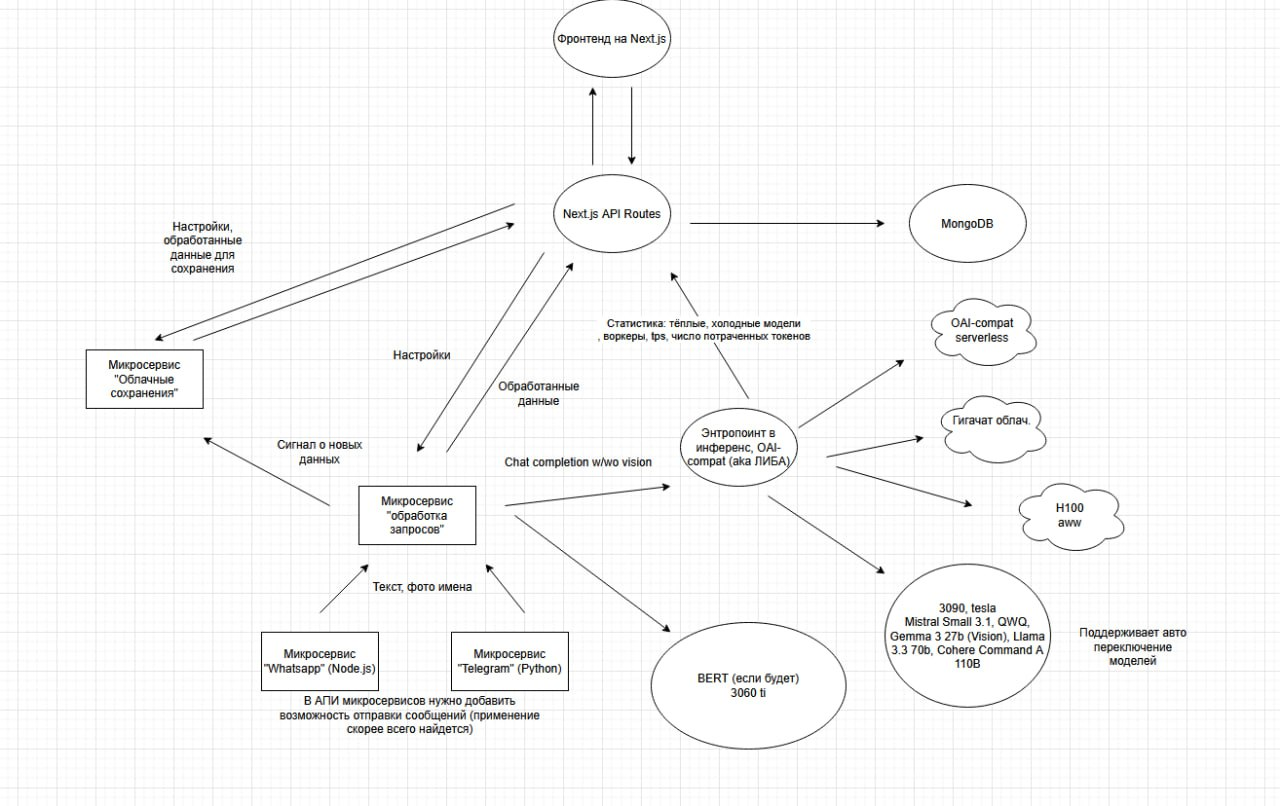 Фронтенд на Next.js
Next.js API Routes
MongoDB
Настройки,
обработанные
данные для
сохранения
Статистика: тёплые, холодные модели
, воркеры, tps, число потраченных токенов
OAI-compat
serverless
Настройки
Микросервис
"Облачные
сохранения"
Обработанные
данные
Гигачат облач.
Энтропоинт в
инференс, OAI-
compat (aka ЛИБА)
Сигнал о новых
данных
Chat completion w/wo vision
Микросервис
"обработка
запросов"
H100
aww
Текст, фото имена
3090, tesla
Mistral Small 3.1, QWQ,
Gemma 3 27b (Vision), Llama
3.3 70b, Cohere Command A
110B
Поддерживает авто
переключение
моделей
Микросервис
"Whatsapp" (Node.js)
Микросервис
"Telegram" (Python)
BERT (если будет)
3060 ti
В АПИ микросервисов нужно добавить
возможность отправки сообщений (применение
скорее всего найдется)